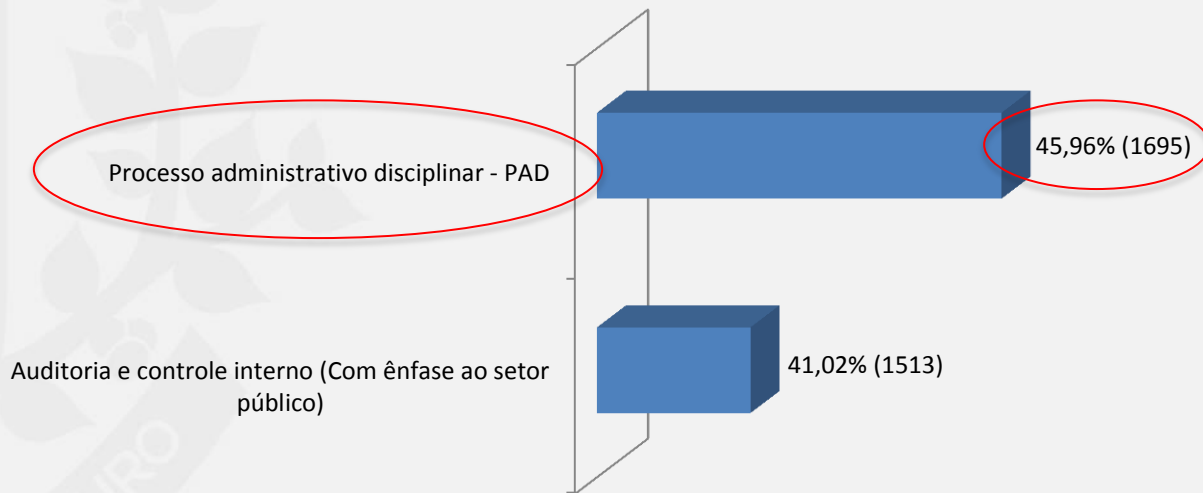 Processo administrativo disciplinar - PAD
45,96% (1695)
Auditoria e controle interno (Com ênfase ao setor
público)
41,02% (1513)